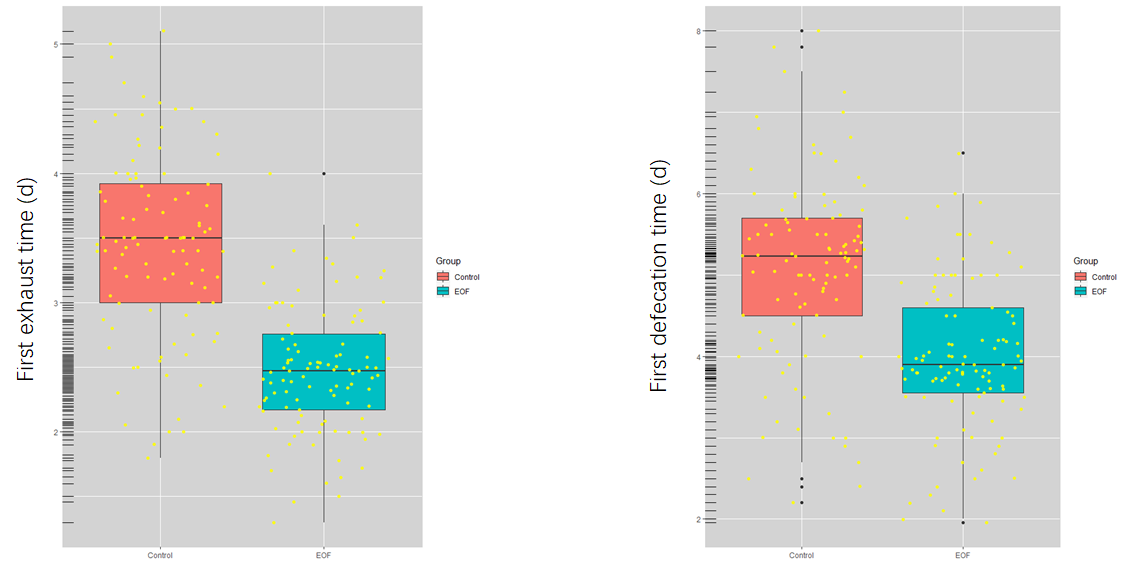 First exhaust time (d)
5
4
3
2
Control
EOF
Group
Control
EOF
First defecation time (d)
8
6
4
2
Control
EOF
Group
Control
EOF